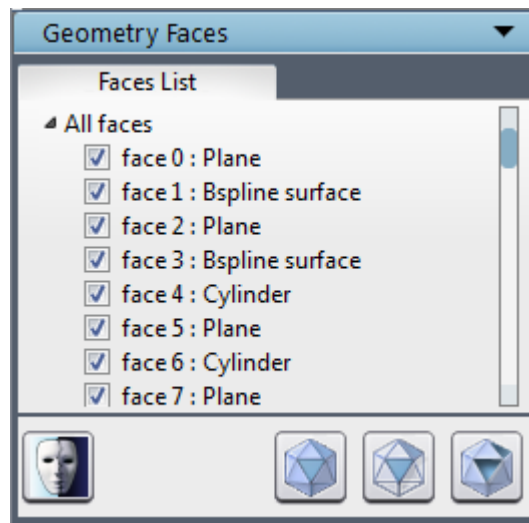 Geometry Faces
Faces List
All faces
face 0 : Plane
face 1 : Bspline surface
face 2 : Plane
face 3 : Bspline surface
face 4 : Cylinder
face 5 : Plane
face 6 : Cylinder
face 7 : Plane